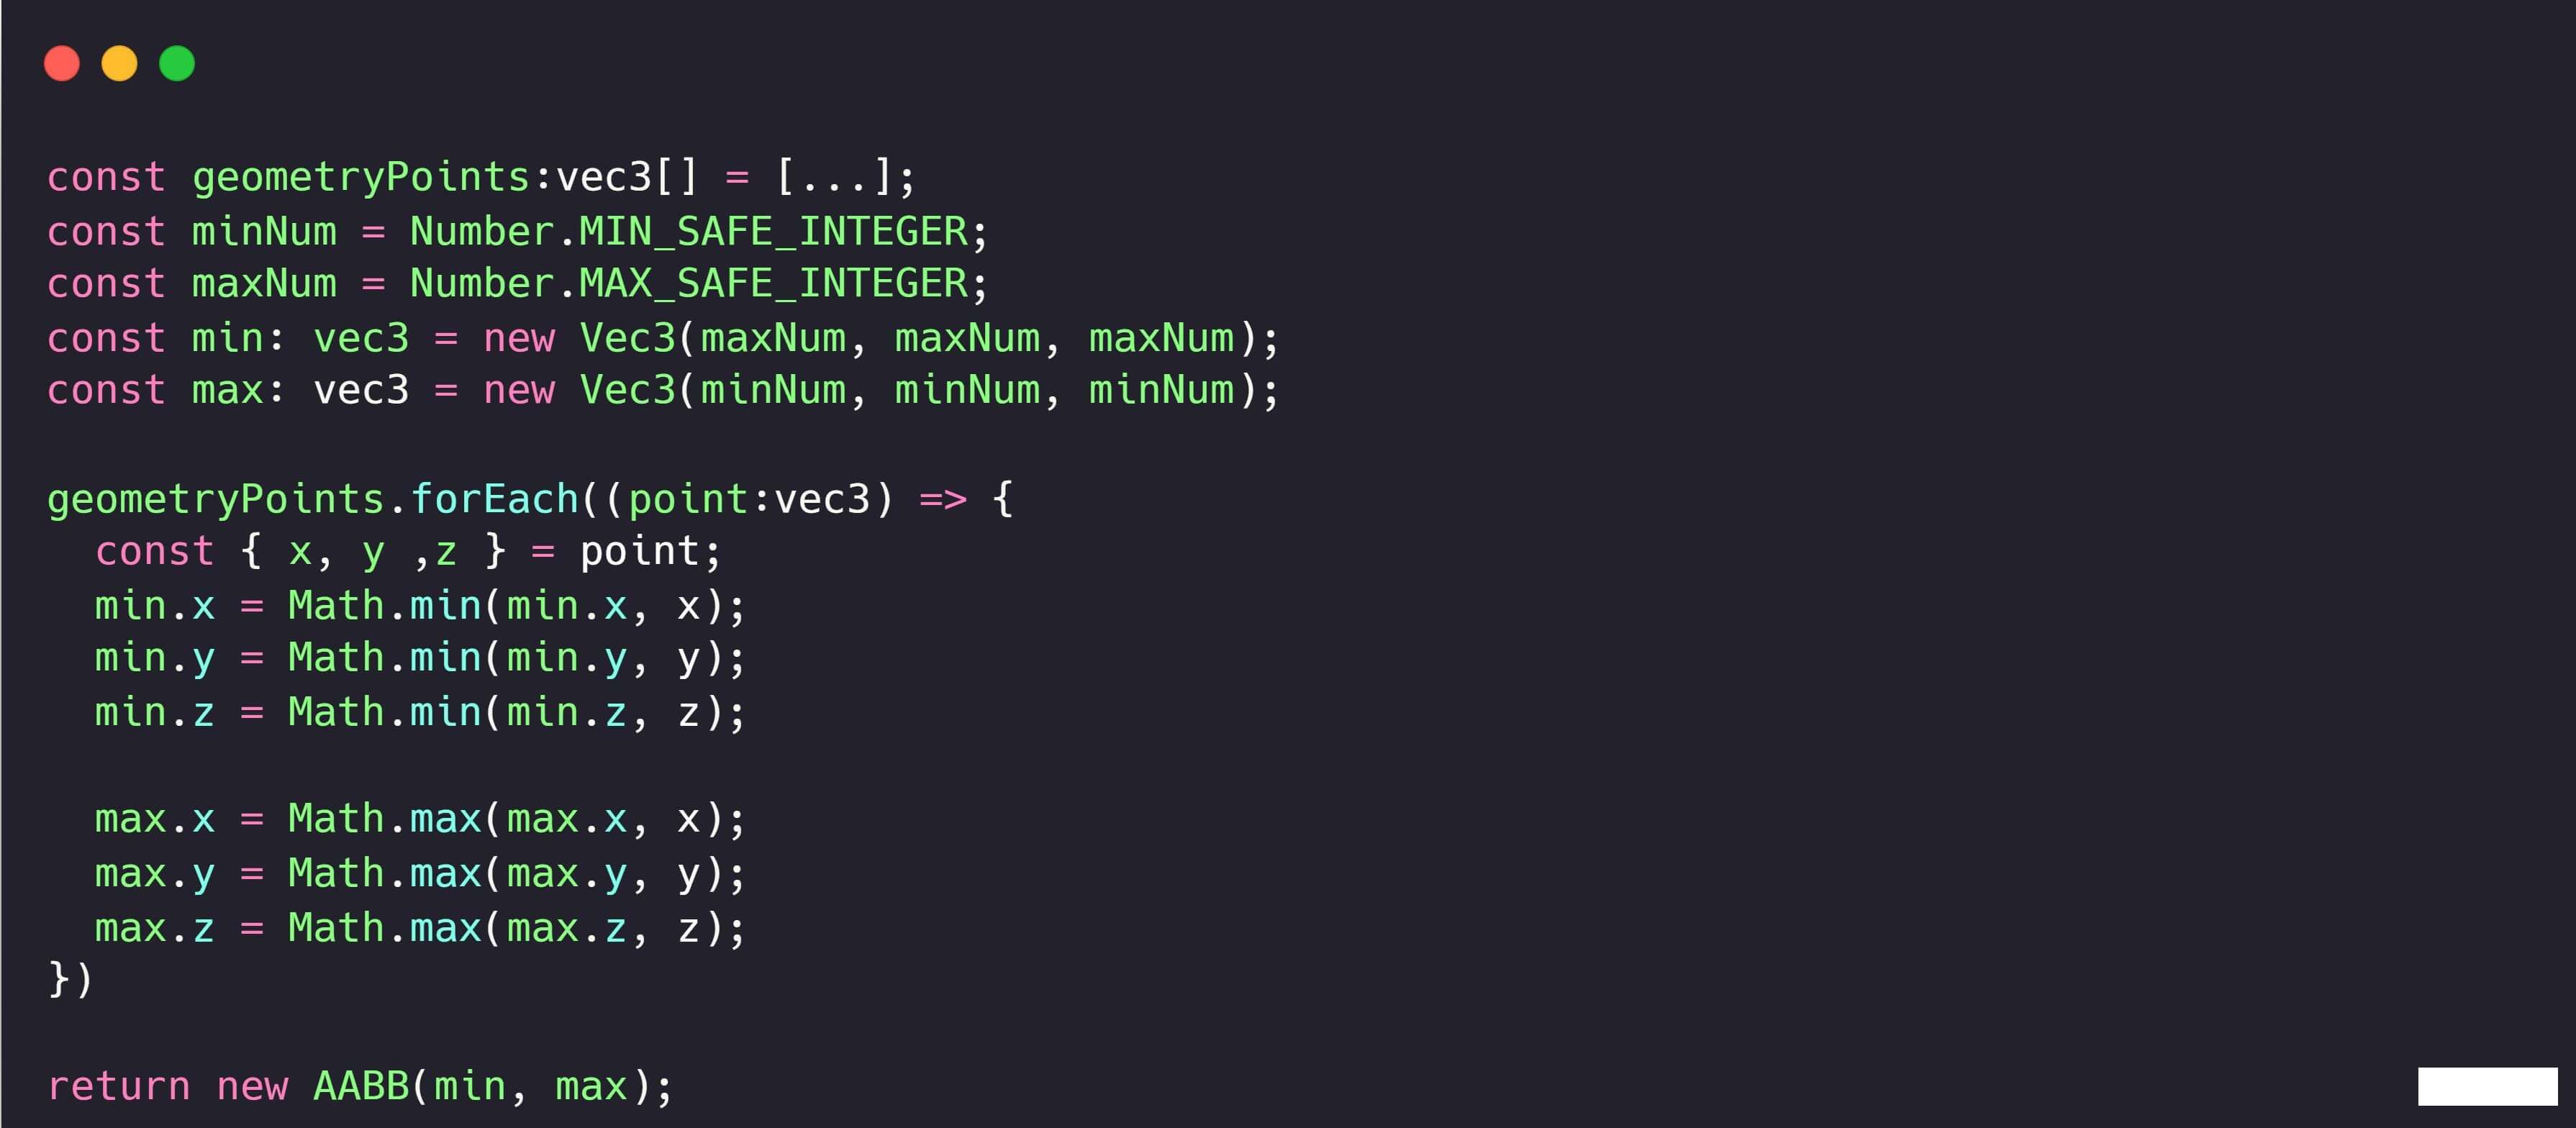 const geometryPoints:vec3[] = [...];
const minNum = Number.MIN_SAFE_INTEGER;
const maxNum = Number.MAX_SAFE_INTEGER;
const min: vec3 = new Vec3(maxNum, maxNum, maxNum);
const max: vec3 = new Vec3(minNum, minNum, minNum);

geometryPoints.forEach((point:vec3) => {
  const { x, y ,z } = point;
  min.x = Math.min(min.x, x);
  min.y = Math.min(min.y, y);
  min.z = Math.min(min.z, z);

  max.x = Math.max(max.x, x);
  max.y = Math.max(max.y, y);
  max.z = Math.max(max.z, z);
})

return new AABB(min, max);